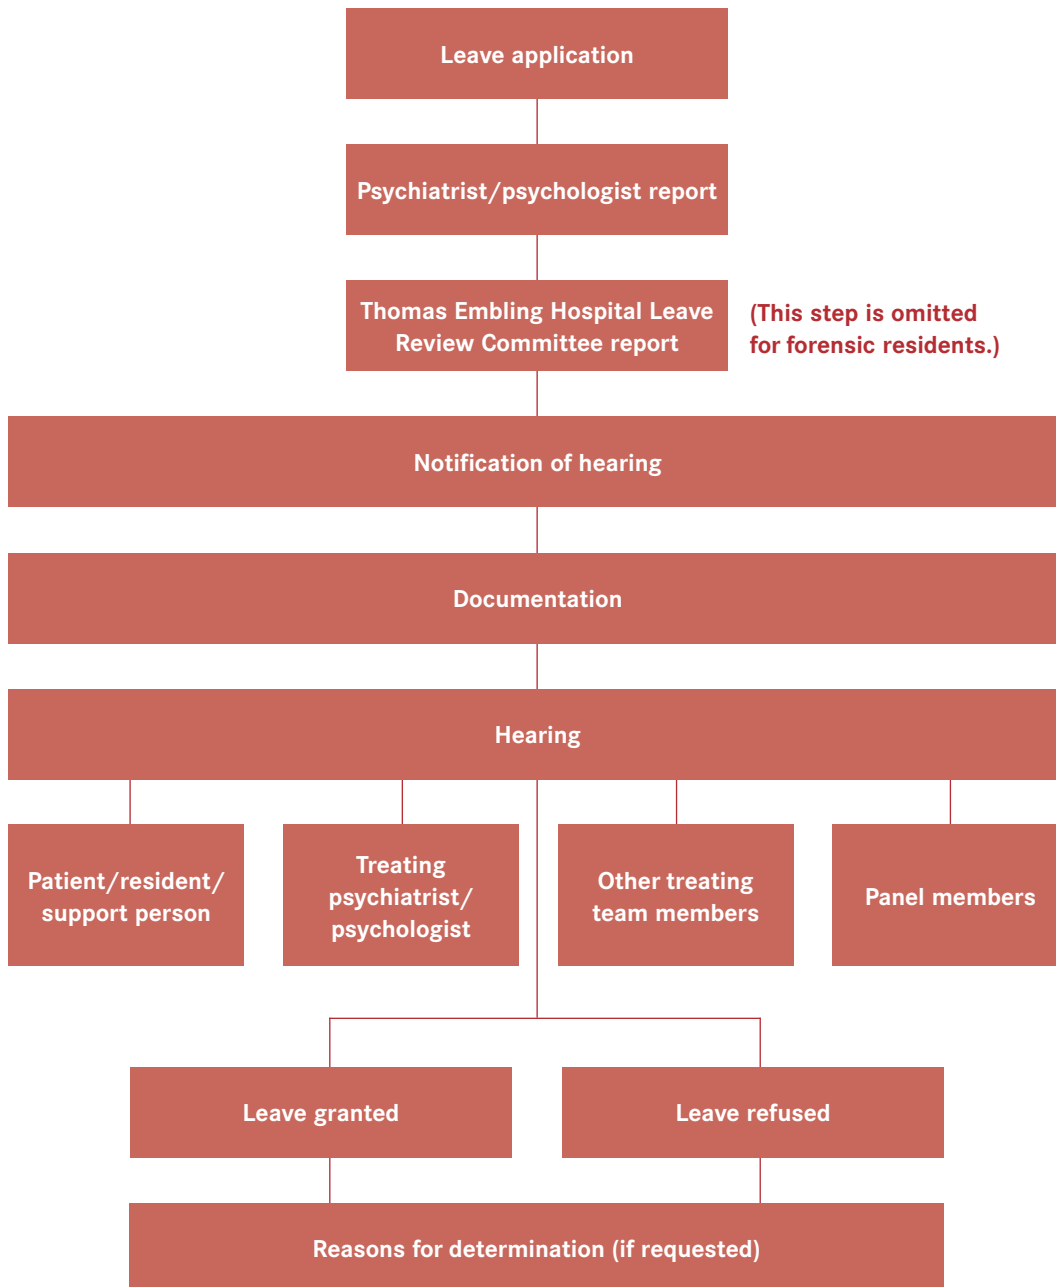 Leave application
Psychiatrist/psychologist report
Thomas Embling Hospital Leave
Review Committee report
(This step is omitted
for forensic residents.)
Notification of hearing
Documentation
Hearing
Patient/resident/
support person
Treating
psychiatrist/
psychologist
Other treating
team members
Panel members
Leave granted
Leave refused
Reasons for determination (if requested)